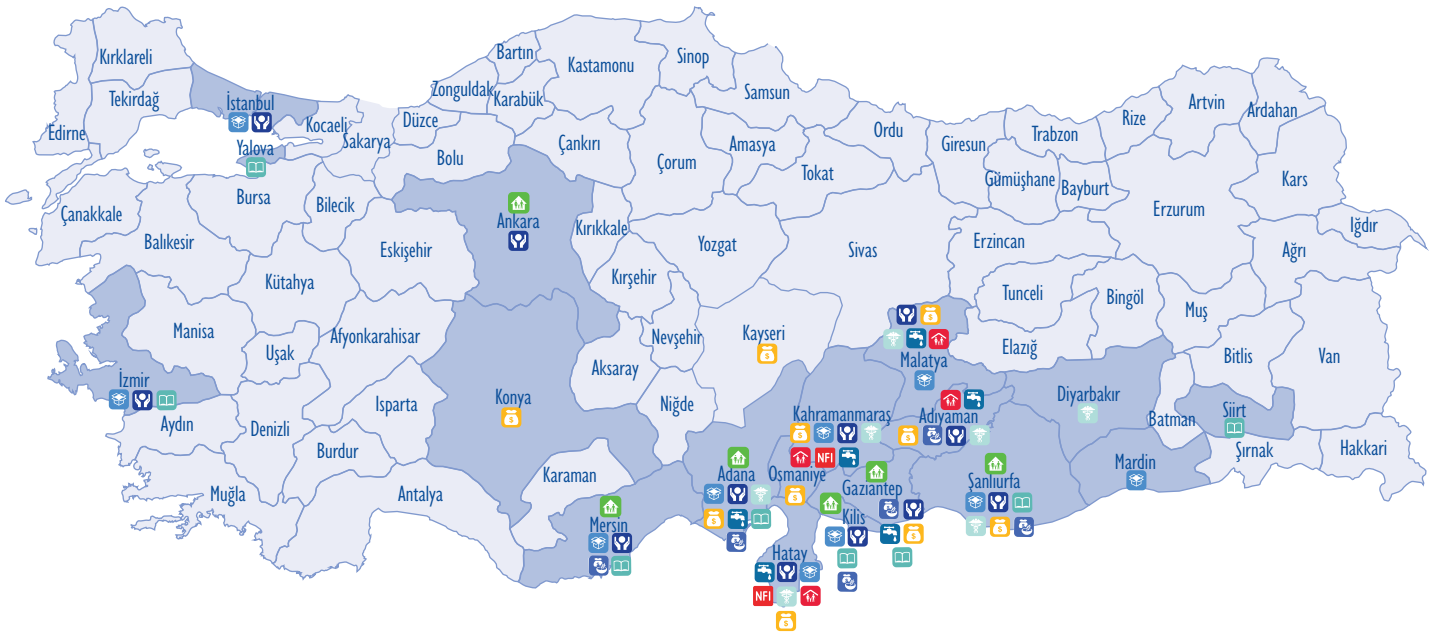 Kırklareli
Tekirdağ
Edirne
İstanbul
Kocaeli
Yalova
Sakarya
Düzce
Zonguldak
Bartın
Karabük
Kastamonu
Sinop
Samsun
Bolu
Çankırı
Çorum
Amasya
Tokat
Ordu
Giresun
Trabzon
Rize
Artvin
Ardahan
Gümüşhane
Bayburt
Erzurum
Kars
Iğdır
Ağrı
Çanakkale
Bursa
Bilecik
Balıkesir
Eskişehir
Kütahya
Ankara
Kırıkkale
Kırşehir
Yozgat
Sivas
Erzincan
Tunceli
Bingöl
Muş
Bitlis
Van
Elazığ
Manisa
Uşak
Afyonkarahisar
Nevşehir
Kayseri
$
Aksaray
Niğde
Konya
$
$
Malatya
İzmir
Aydın
Denizli
Isparta
Burdur
Muğla
Antalya
Karaman
Mersin
Adana
$
Osmaniye
$
Kahramanmaraş
$
NFI
Adıyaman
$
Gaziantep
$
Kilis
Hatay
NFI
$
Şanlıurfa
$
Diyarbakır
Mardin
Batman
Siirt
Şırnak
Hakkari